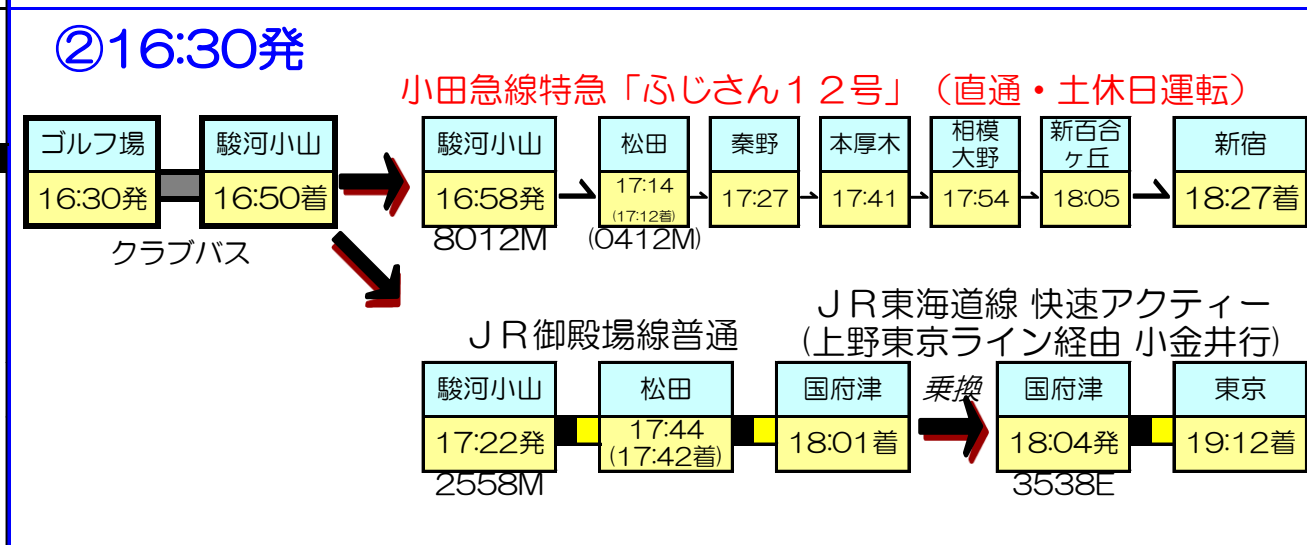 ②16:30発
小田急線特急「ふじさん１２号」（直通・土休日運転）
ゴルフ場
駿河小山
駿河小山
松田
秦野
本厚木
相模
大野
新百合
ヶ丘
新宿
16:30発
16:50着
16:58発
17:14
(17:12着)
17:27
17:41
17:54
18:05
18:27着
クラブバス
8012M
(0412M)
ＪＲ御殿場線普通
ＪＲ東海道線 快速アクティー
(上野東京ライン経由 小金井行)
駿河小山
松田
国府津
乗換
国府津
東京
17:22発
17:44
(17:42着)
18:01着
18:04発
19:12着
2558M
3538E